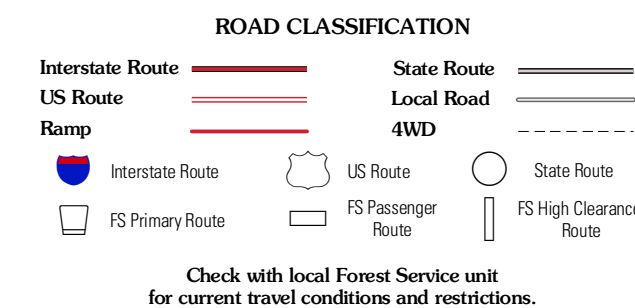 ROAD CLASSIFICATION
Interstate Route
State Route
US Route
Local Road
Ramp
4WD
Interstate Route
US Route
State Route
FS Primary Route
FS Passenger
Route
FS High Clearance
Route
Check with local Forest Service unit
for current travel conditions and restrictions.